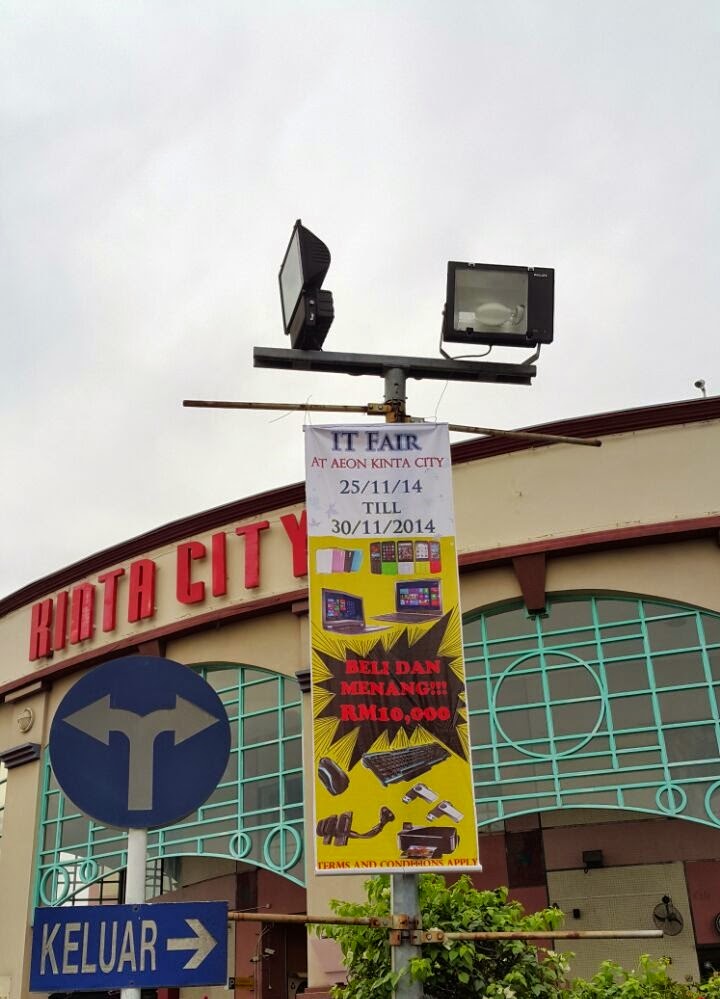 IT FAIR
AT AEON KINTA CITY
25/11/14
TILL
30/11/2014
KINTA CITY
BELI DAN
MENANG!!!
RM10,000
TERMS AND CONDITIONS APPLY
KELUAR